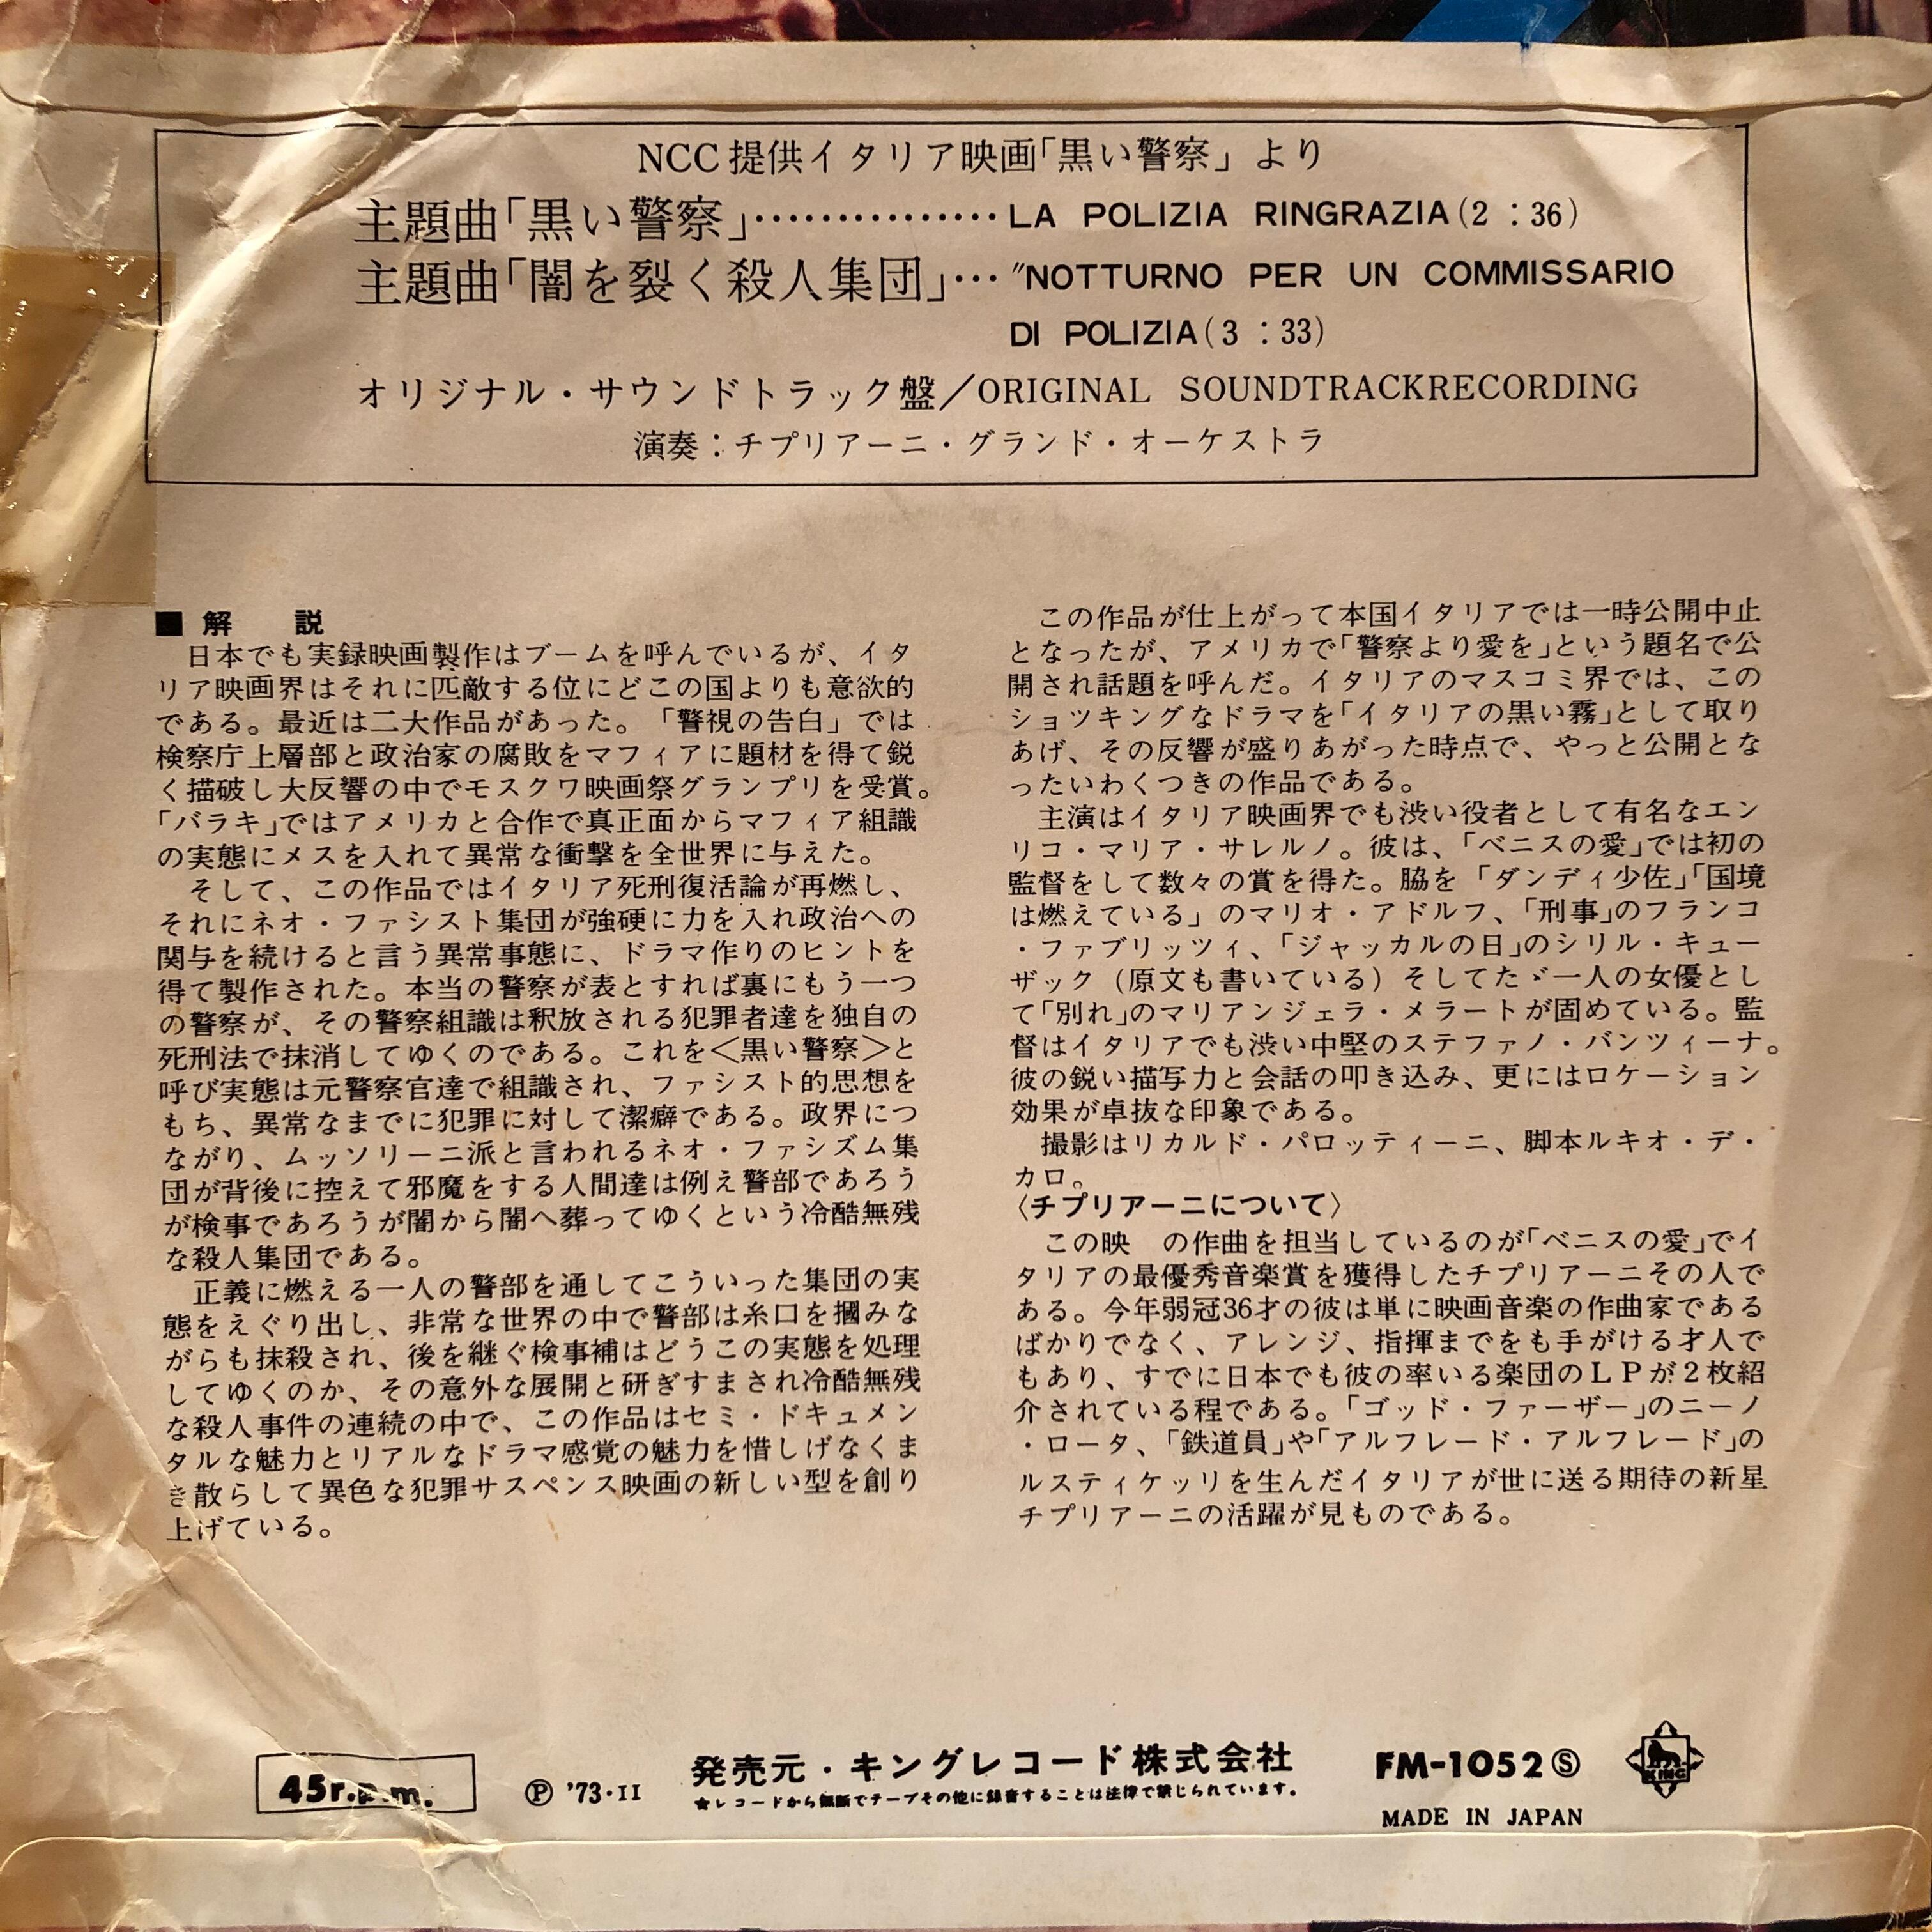 NCC提供イタリア映画「黒い警察」より
主題曲「黒い警察」……………LA POLIZIA RINGRAZIA(2:36)
主題曲「闇を裂く殺人集団」…"NOTTURNO PER UN COMMISSARIO
DI POLIZIA(3:33)
オリジナル・サウンドトラック盤／ORIGINAL SOUNDTRACKRECORDING
演奏：チプリアーニ・グランド・オーケストラ
■解　説
日本でも実録映画製作はブームを呼んでいるが、イタ
リア映画界はそれに匹敵する位にどこの国よりも意欲的
である。最近は二大作品があった。「警視の告白」では
検察庁上層部と政治家の腐敗をマフィアに題材を得て鋭
く描破し大反響の中でモスクワ映画祭グランプリを受賞。
「バラキ」ではアメリカと合作で真正面からマフィア組識
の実態にメスを入れて異常な衝撃を全世界に与えた。
そして、この作品ではイタリア死刑復活論が再燃し、
それにネオ・ファシスト集団が強硬に力を入れ政治への
関与を続けると言う異常事態に、ドラマ作りのヒントを
得て製作された。本当の警察が表とすれば裏にもう一つ
の警察が、その警察組識は釈放される犯罪者達を独自の
死刑法で抹消してゆくのである。これを＜黒い警察＞と
呼び実態は元警察官達で組識され、ファシスト的思想を
もち、異常なまでに犯罪に対して潔癖である。政界につ
ながり、ムッソリーニ派と言われるネオ・ファシズム集
団が背後に控えて邪魔をする人間達は例え警部であろう
が検事であろうが闇から闇へ葬ってゆくという冷酷無残
な殺人集団である。
正義に燃える一人の警部を通してこういった集団の実
態をえぐり出し、非常な世界の中で警部は糸口を摑みな
がらも抹殺され、後を継ぐ検事補はどうこの実態を処理
してゆくのか、その意外な展開と研ぎすまされ冷酷無残
な殺人事件の連続の中で、この作品はセミ・ドキュメン
タルな魅力とリアルなドラマ感覚の魅力を惜しげなくま
き散らして異色な犯罪サスペンス映画の新しい型を創り
上げている。
この作品が仕上がって本国イタリアでは一時公開中止
となったが、アメリカで「警察より愛を」という題名で公
開され話題を呼んだ。イタリアのマスコミ界では、この
ショツキングなドラマを「イタリアの黒い霧」として取り
あげ、その反響が盛りあがった時点で、やっと公開とな
ったいわくつきの作品である。
主演はイタリア映画界でも渋い役者として有名なエン
リコ・マリア・サレルノ。彼は、「ベニスの愛」では初の
監督をして数々の賞を得た。脇を「ダンディ少佐」「国境
は燃えている」のマリオ・アドルフ、「刑事」のフランコ
・ファブリッツィ、「ジャッカルの日」のシリル・キュー
ザック（原文も書いている）そしてたゞ一人の女優とし
て「別れ」のマリアンジェラ・メラートが固めている。監
督はイタリアでも渋い中堅のステファノ・バンツィーナ。
彼の鋭い描写力と会話の叩き込み、更にはロケーション
効果が卓抜な印象である。
撮影はリカルド・パロッティーニ、脚本ルキオ・デ・
カロ。
〈チプリアーニについて〉
この映　の作曲を担当しているのが「ベニスの愛」でイ
タリアの最優秀音楽賞を獲得したチプリアーニその人で
ある。今年弱冠36才の彼は単に映画音楽の作曲家である
ばかりでなく、アレンジ、指揮までをも手がける才人で
もあり、すでに日本でも彼の率いる楽団のＬＰが２枚紹
介されている程である。「ゴッド・ファーザー」のニーノ
・ロータ、「鉄道員」や「アルフレード・アルフレード」の
ルスティケッリを生んだイタリアが世に送る期待の新星
チプリアーニの活躍が見ものである。
45r.p.m.
Ⓟ '73・11
発売元・キングレコード株式会社
★レコードから無断でテープその他に録音することは法律で禁じられています。
FM-1052Ⓢ
KING
MADE IN JAPAN